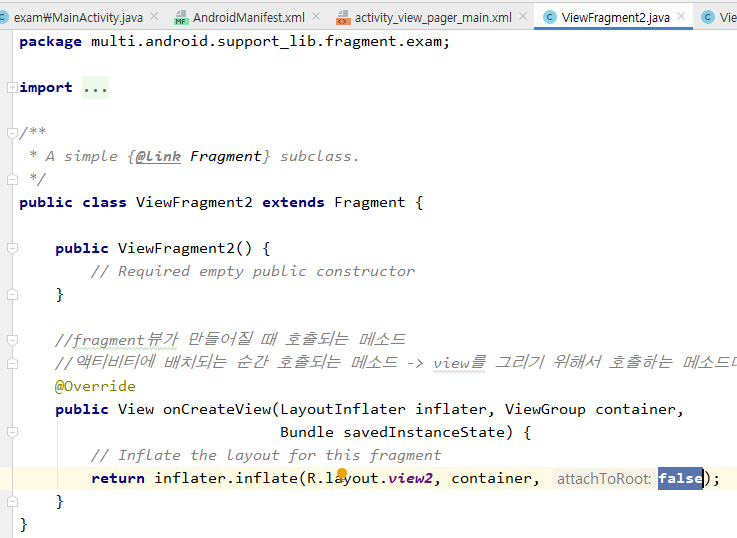 exam\MainActivity.java AndroidManifest.xml activity_view_pager_main.xml ViewFragment2.java Vie
package multi.android.support_lib.fragment.exam;
import ...
/**
* A simple {@link Fragment} subclass.
*/
public class ViewFragment2 extends Fragment {
public ViewFragment2() {
// Required empty public constructor
}
//fragment뷰가 만들어질 때 호출되는 메소드
//액티비티에 배치되는 순간 호출되는 메소드 -> view를 그리기 위해서 호출하는 메소드
@Override
public View onCreateView(LayoutInflater inflater, ViewGroup container,
Bundle savedInstanceState) {
// Inflate the layout for this fragment
return inflater.inflate(R.layout.view2, container, attachToRoot: false);
}
}